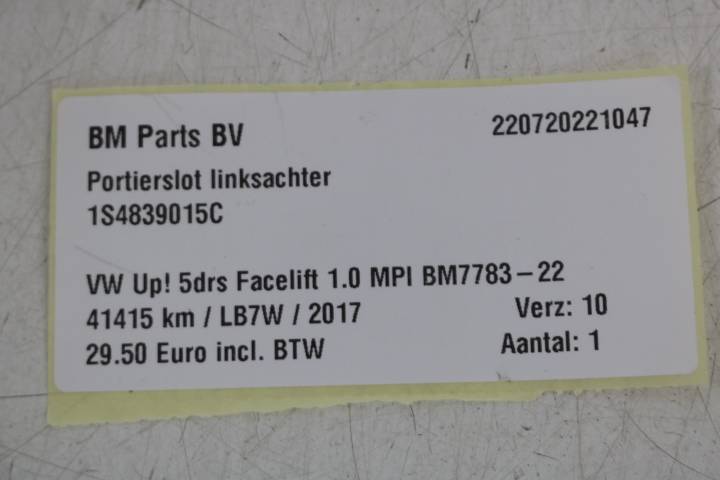 BM Parts BV 220720221047
Portierslot linksachter
1S4839015C
VW Up! 5drs Facelift 1.0 MPI BM7783-22
41415 km / LB7W / 2017 Verz: 10
29.50 Euro incl. BTW Aantal: 1